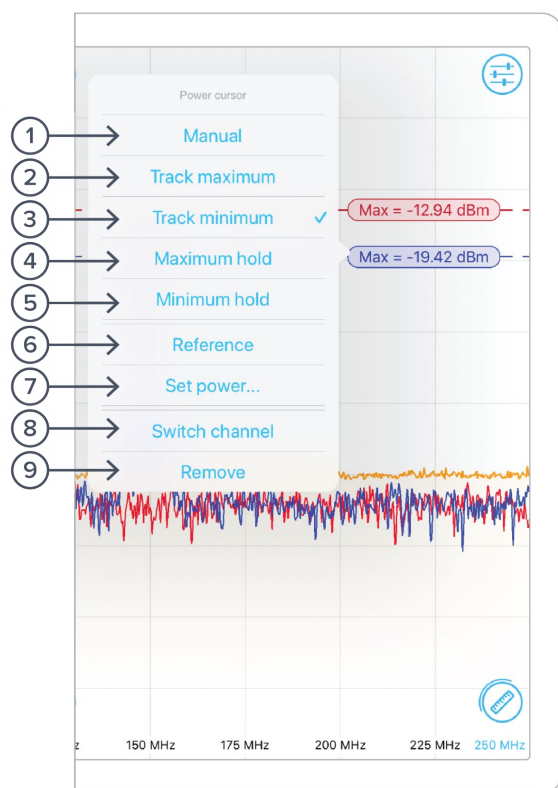 Power cursor
1 Manual
2 Track maximum
3 Track minimum
Max = -12.94 dBm
4 Maximum hold
Max = -19.42 dBm
5 Minimum hold
6 Reference
7 Set power...
8 Switch channel
9 Remove
150 MHz 175 MHz 200 MHz 225 MHz 250 MHz